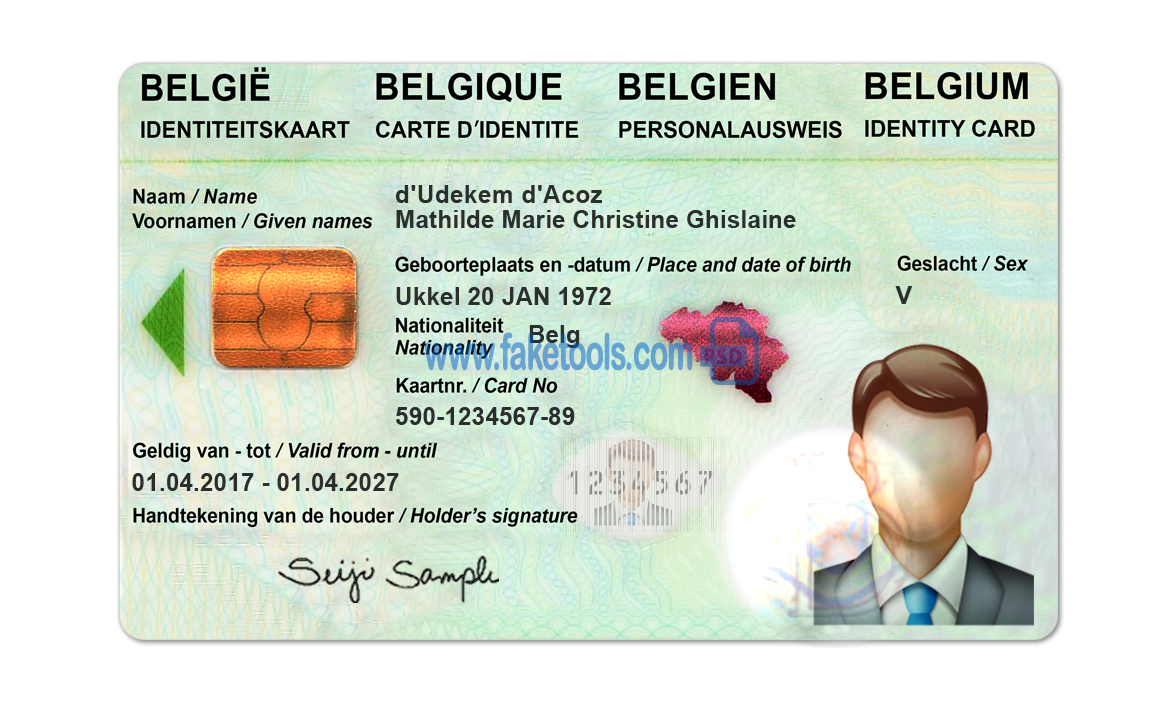 BELGIË BELGIQUE BELGIEN BELGIUM
IDENTITEITSKAART CARTE D'IDENTITE PERSONALAUSWEIS IDENTITY CARD
Naam / Name d'Udekem d'Acoz
Voornamen / Given names Mathilde Marie Christine Ghislaine
Geboorteplaats en -datum / Place and date of birth Geslacht / Sex
Ukkel 20 JAN 1972 V
Nationaliteit Belg
Nationality
www.faketools.com PSD
Kaartnr. / Card No
590-1234567-89
Geldig van - tot / Valid from - until
01.04.2017 - 01.04.2027
1234567
Handtekening van de houder / Holder's signature
Seiji Sample